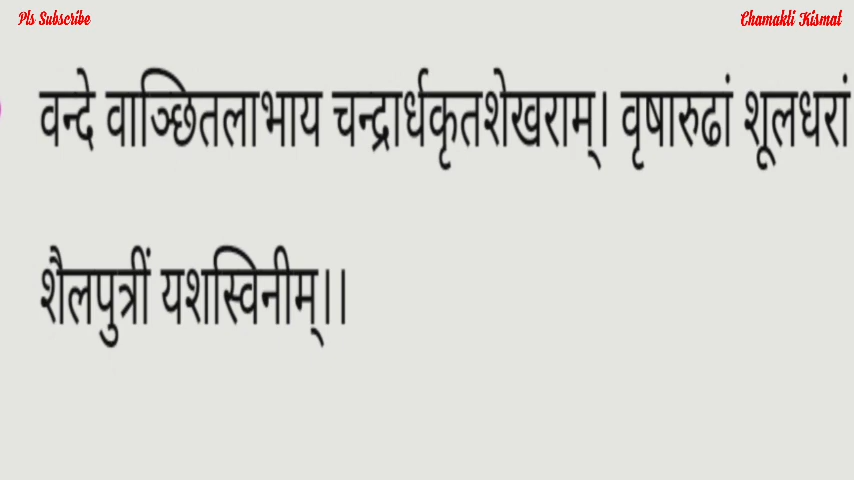 Pls Subscribe
Chamakli Kismat
वन्दे वाञ्छितलाभाय चन्द्रार्धकृतशेखराम्। वृषारुढां शूलधरां
शैलपुत्रीं यशस्विनीम्।।